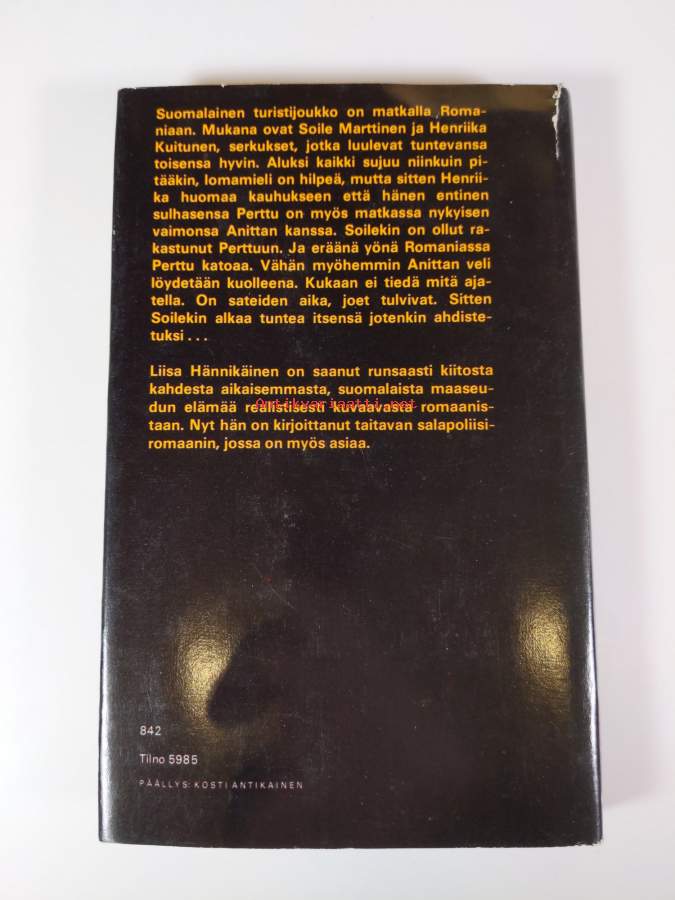 Suomalainen turistijoukko on matkalla Roma-
niaan. Mukana ovat Soile Marttinen ja Henriika
Kuitunen, serkukset, jotka luulevat tuntevansa
toisensa hyvin. Aluksi kaikki sujuu niinkuin pi-
tääkin, lomamieli on hilpeä, mutta sitten Henrii-
ka huomaa kauhukseen että hänen entinen
sulhasensa Perttu on myös matkassa nykyisen
vaimonsa Anittan kanssa. Soilekin on ollut ra-
kastunut Perttuun. Ja eräänä yönä Romaniassa
Perttu katoaa. Vähän myöhemmin Anittan veli
löydetään kuolleena. Kukaan ei tiedä mitä aja-
tella. On sateiden aika, joet tulvivat. Sitten
Soilekin alkaa tuntea itsensä jotenkin ahdiste-
tuksi...
Liisa Hännikäinen on saanut runsaasti kiitosta
kahdesta aikaisemmasta, suomalaista maaseu-
dun elämää realistisesti kuvaavasta romaanis-
taan. Nyt hän on kirjoittanut taitavan salapoliisi-
romaanin, jossa on myös asiaa.
Antikvariaatti.net
842
Tilno 5985
PÄÄLLYS: KOSTI ANTIKAINEN